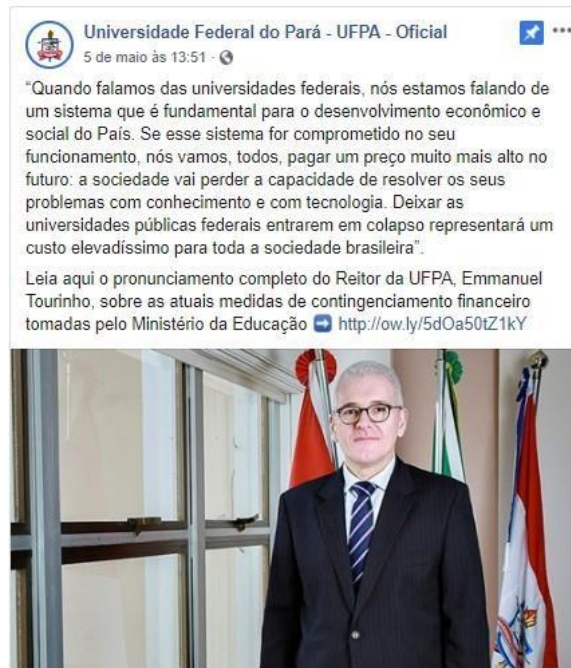 Universidade Federal do Pará - UFPA - Oficial
5 de maio às 13:51 ·
“Quando falamos das universidades federais, nós estamos falando de
um sistema que é fundamental para o desenvolvimento econômico e
social do País. Se esse sistema for comprometido no seu
funcionamento, nós vamos, todos, pagar um preço muito mais alto no
futuro: a sociedade vai perder a capacidade de resolver os seus
problemas com conhecimento e com tecnologia. Deixar as
universidades públicas federais entrarem em colapso representará um
custo elevadíssimo para toda a sociedade brasileira”.
Leia aqui o pronunciamento completo do Reitor da UFPA, Emmanuel
Tourinho, sobre as atuais medidas de contingenciamento financeiro
tomadas pelo Ministério da Educação ➡ http://ow.ly/5dOa50tZ1kY